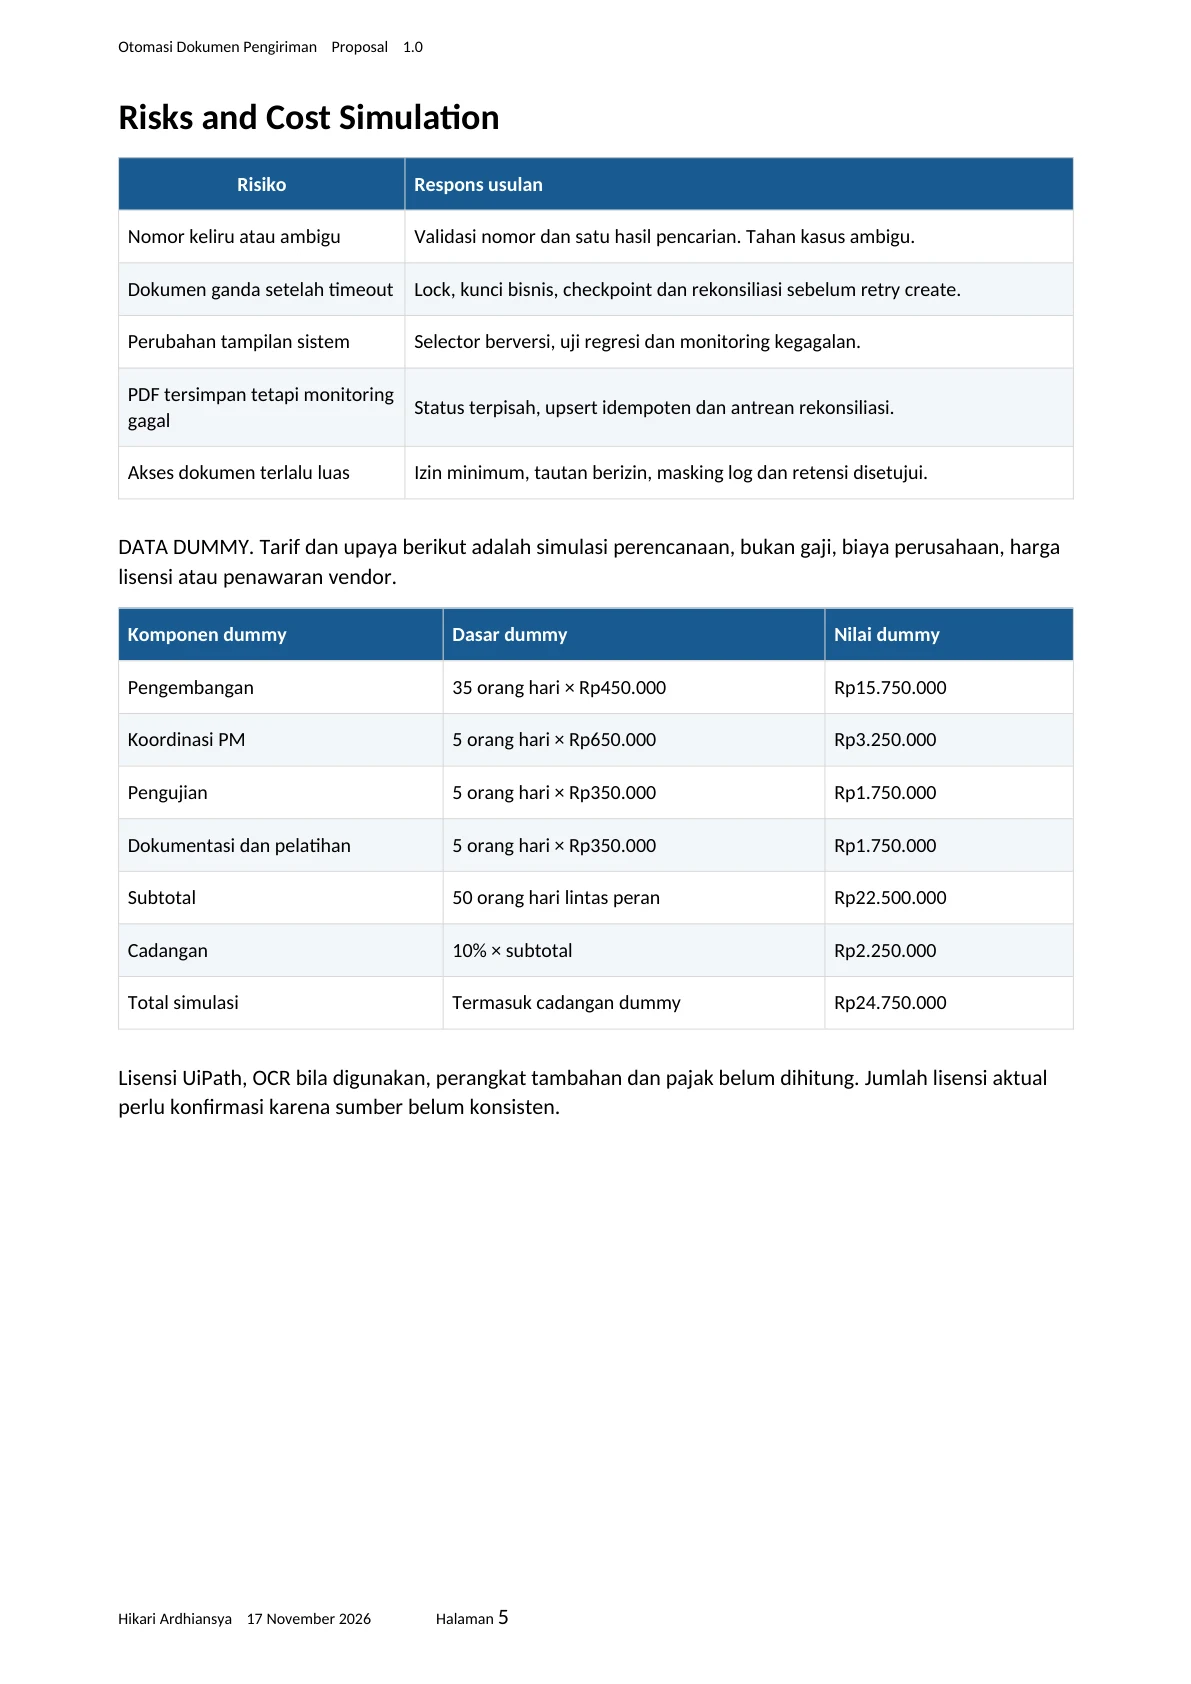 Otomasi Dokumen Pengiriman Proposal 1.0
Risks and Cost Simulation
Risiko Respons usulan
Nomor keliru atau ambigu Validasi nomor dan satu hasil pencarian. Tahan kasus ambigu.
Dokumen ganda setelah timeout Lock, kunci bisnis, checkpoint dan rekonsiliasi sebelum retry create.
Perubahan tampilan sistem Selector berversi, uji regresi dan monitoring kegagalan.
PDF tersimpan tetapi monitoring
gagal
Status terpisah, upsert idempoten dan antrean rekonsiliasi.
Akses dokumen terlalu luas Izin minimum, tautan berizin, masking log dan retensi disetujui.
DATA DUMMY. Tarif dan upaya berikut adalah simulasi perencanaan, bukan gaji, biaya perusahaan, harga
lisensi atau penawaran vendor.
Komponen dummy Dasar dummy Nilai dummy
Pengembangan 35 orang hari × Rp450.000 Rp15.750.000
Koordinasi PM 5 orang hari × Rp650.000 Rp3.250.000
Pengujian 5 orang hari × Rp350.000 Rp1.750.000
Dokumentasi dan pelatihan 5 orang hari × Rp350.000 Rp1.750.000
Subtotal 50 orang hari lintas peran Rp22.500.000
Cadangan 10% × subtotal Rp2.250.000
Total simulasi Termasuk cadangan dummy Rp24.750.000
Lisensi UiPath, OCR bila digunakan, perangkat tambahan dan pajak belum dihitung. Jumlah lisensi aktual
perlu konfirmasi karena sumber belum konsisten.
Hikari Ardhiansya 17 November 2026 Halaman 5